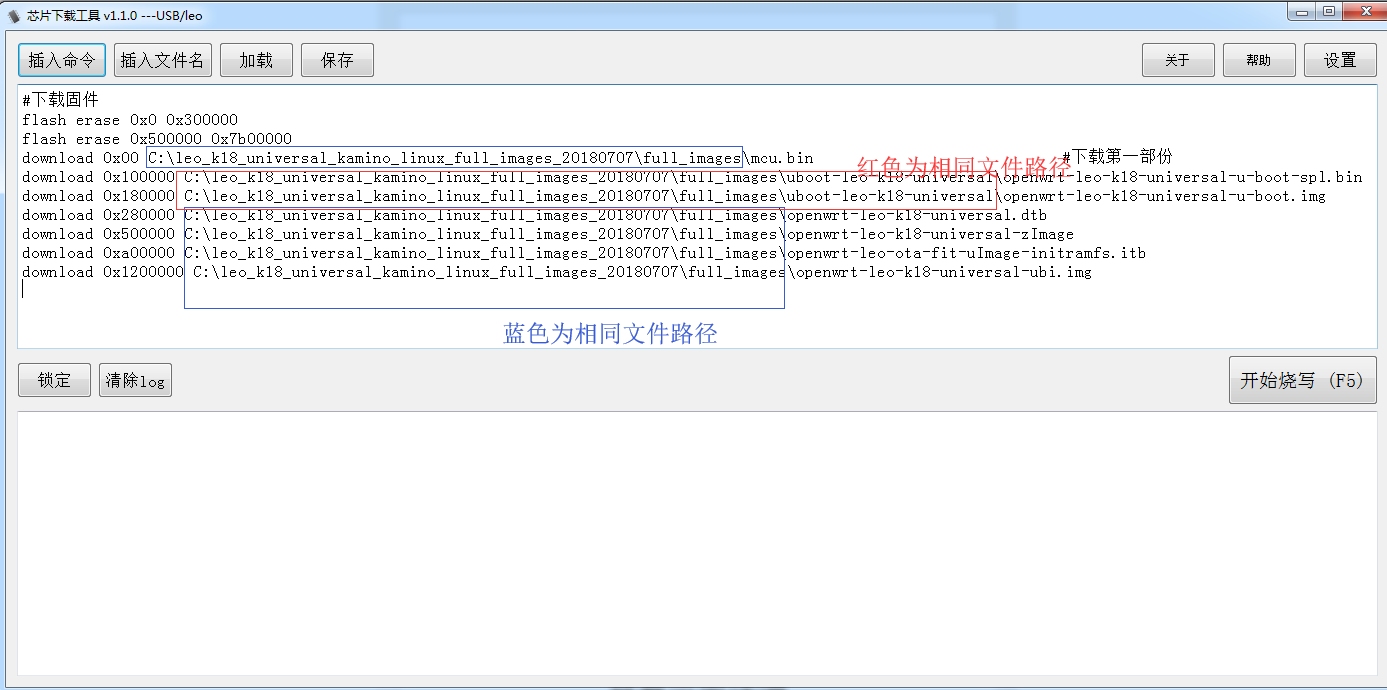 芯片下载工具 v1.1.0 ---USB/leo
插入命令 插入文件名 加载 保存 关于 帮助 设置
#下载固件
flash erase 0x0 0x300000
flash erase 0x500000 0x7b00000
download 0x00 C:\leo_k18_universal_kamino_linux_full_images_20180707\full_images\mcu.bin #下载第一部份
红色为相同文件路径
download 0x100000 C:\leo_k18_universal_kamino_linux_full_images_20180707\full_images\uboot-leo-k18-universal\openwrt-leo-k18-universal-u-boot-spl.bin
download 0x180000 C:\leo_k18_universal_kamino_linux_full_images_20180707\full_images\uboot-leo-k18-universal\openwrt-leo-k18-universal-u-boot.img
download 0x280000 C:\leo_k18_universal_kamino_linux_full_images_20180707\full_images\openwrt-leo-k18-universal.dtb
download 0x500000 C:\leo_k18_universal_kamino_linux_full_images_20180707\full_images\openwrt-leo-k18-universal-zImage
download 0xa00000 C:\leo_k18_universal_kamino_linux_full_images_20180707\full_images\openwrt-leo-ota-fit-uImage-initramfs.itb
download 0x1200000 C:\leo_k18_universal_kamino_linux_full_images_20180707\full_images\openwrt-leo-k18-universal-ubi.img
蓝色为相同文件路径
锁定 清除log 开始烧写 (F5)